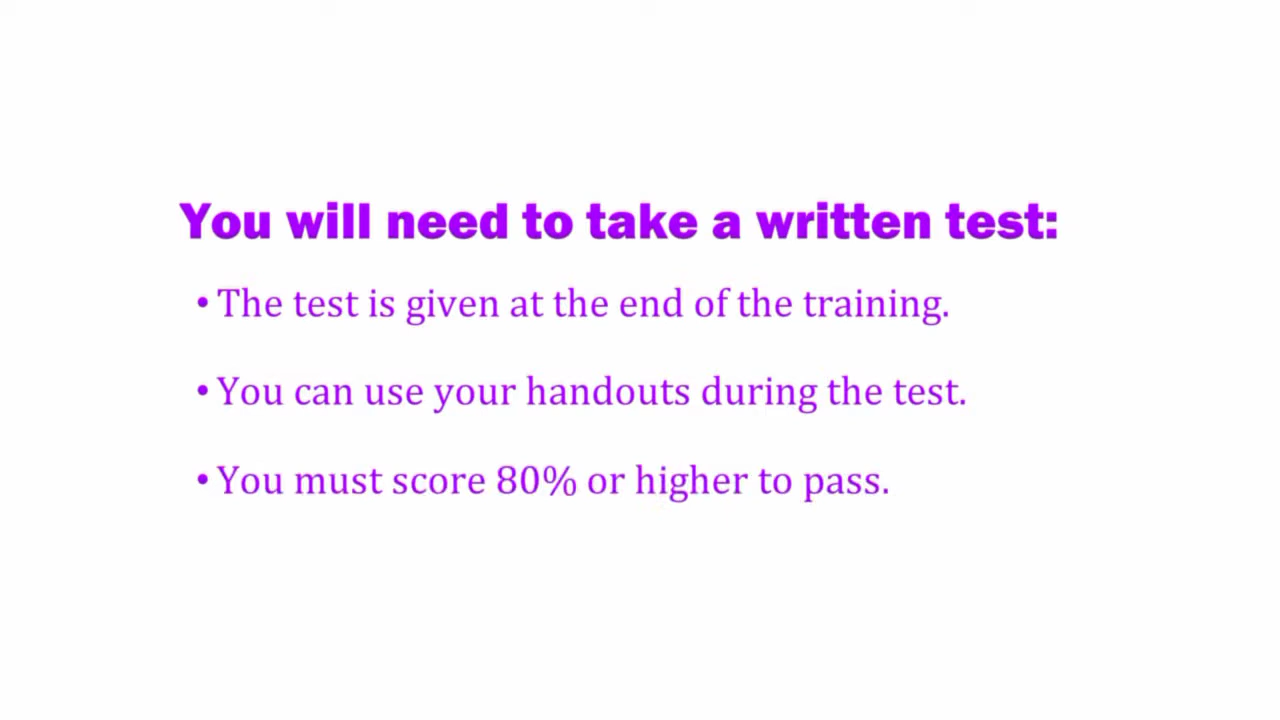 You will need to take a written test:
• The test is given at the end of the training.
• You can use your handouts during the test.
• You must score 80% or higher to pass.